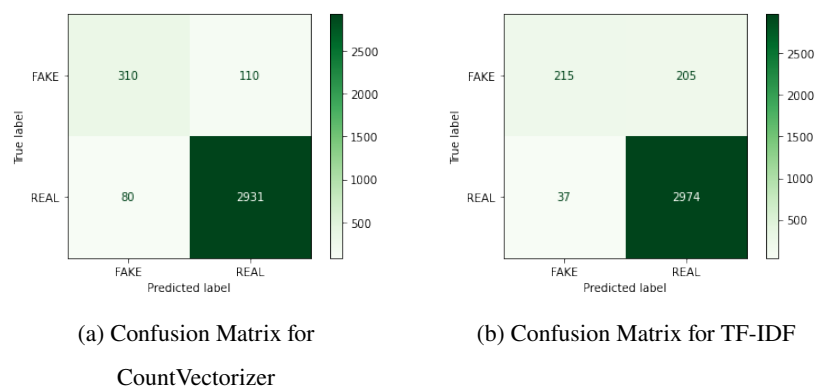 FAKE
310
110
True label
REAL
80
2931
FAKE
REAL
Predicted label
2500
2000
1500
1000
500
(a) Confusion Matrix for
CountVectorizer
FAKE
215
205
True label
REAL
37
2974
FAKE
REAL
Predicted label
2500
2000
1500
1000
500
(b) Confusion Matrix for TF-IDF